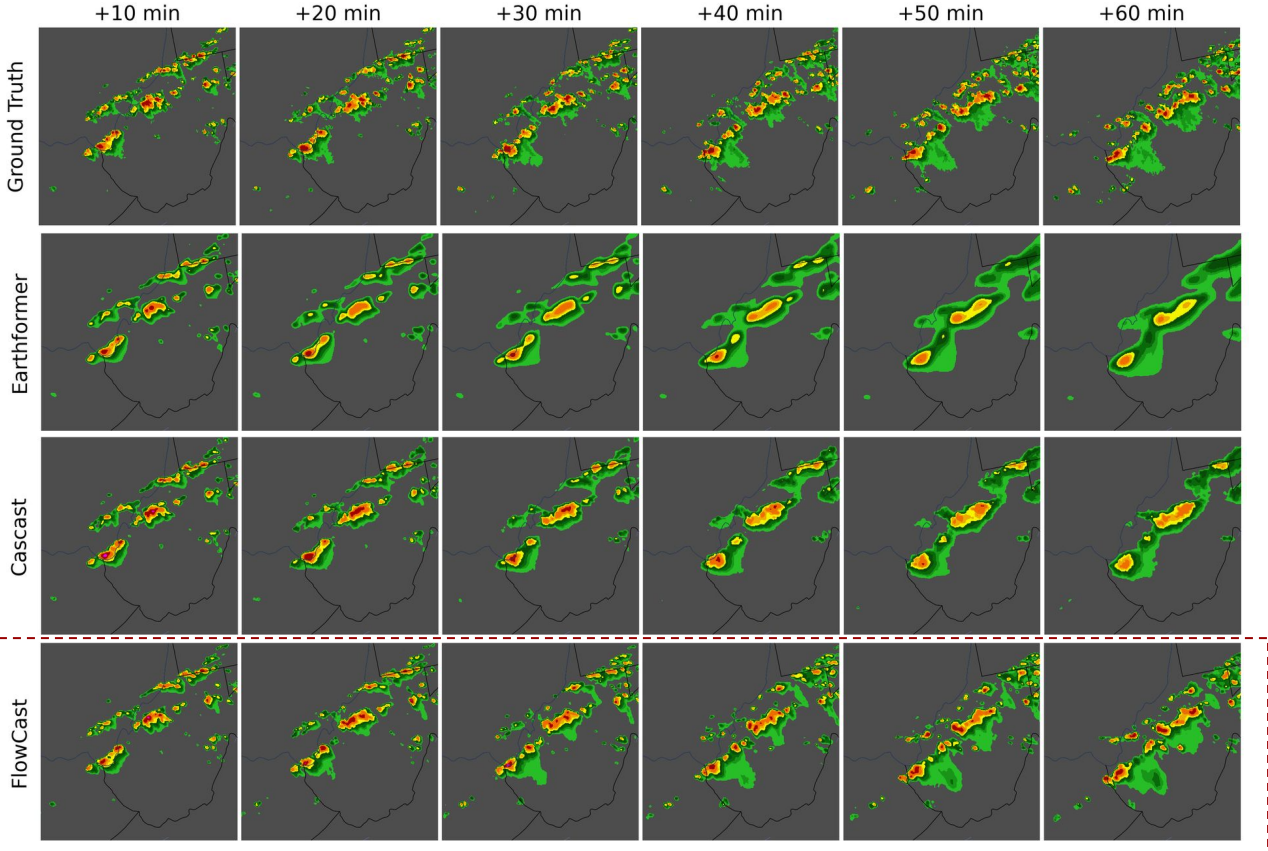 +10 min +20 min +30 min +40 min +50 min +60 min
Ground Truth
Earthformer
Cascast
FlowCast